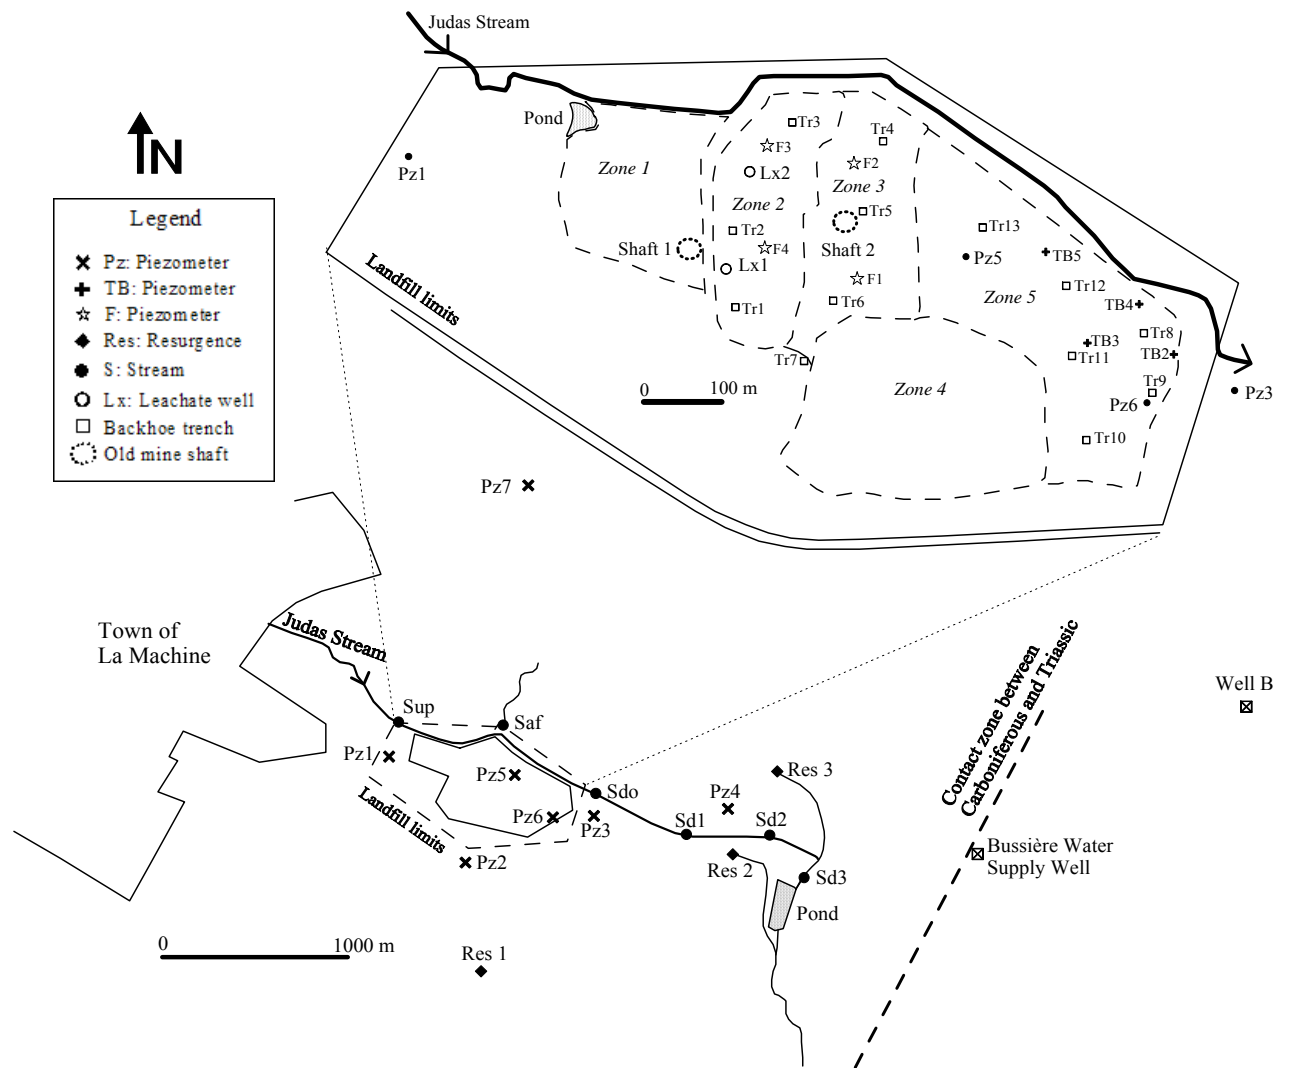 Judas Stream
Pond
Tr3
Tr4
N
F3
F2
Pz1
Zone 1
Lx2
Zone 3
Legend
Zone 2
Tr5
Tr2
Tr13
Shaft 1
F4
Shaft 2
Pz5
TB5
Pz: Piezometer
Lx1
Landfill limits
F1
Tr12
TB: Piezometer
Zone 5
Tr1
Tr6
TB4
F: Piezometer
Tr8
Res: Resurgence
TB3
TB2
Tr7
Tr11
S: Stream
Tr9
0
100 m
Zone 4
Pz3
Lx: Leachate well
Pz6
Backhoe trench
Tr10
Old mine shaft
Pz7
Town of
La Machine
Judas Stream
Contact zone between
Carboniferous and Triassic
Well B
Sup
Saf
Pz1
Pz5
Res 3
Sdo
Landfill limits
Pz6
Pz3
Pz4
Sd1
Sd2
Bussière Water
Supply Well
Pz2
Res 2
Sd3
Pond
0
1000 m
Res 1